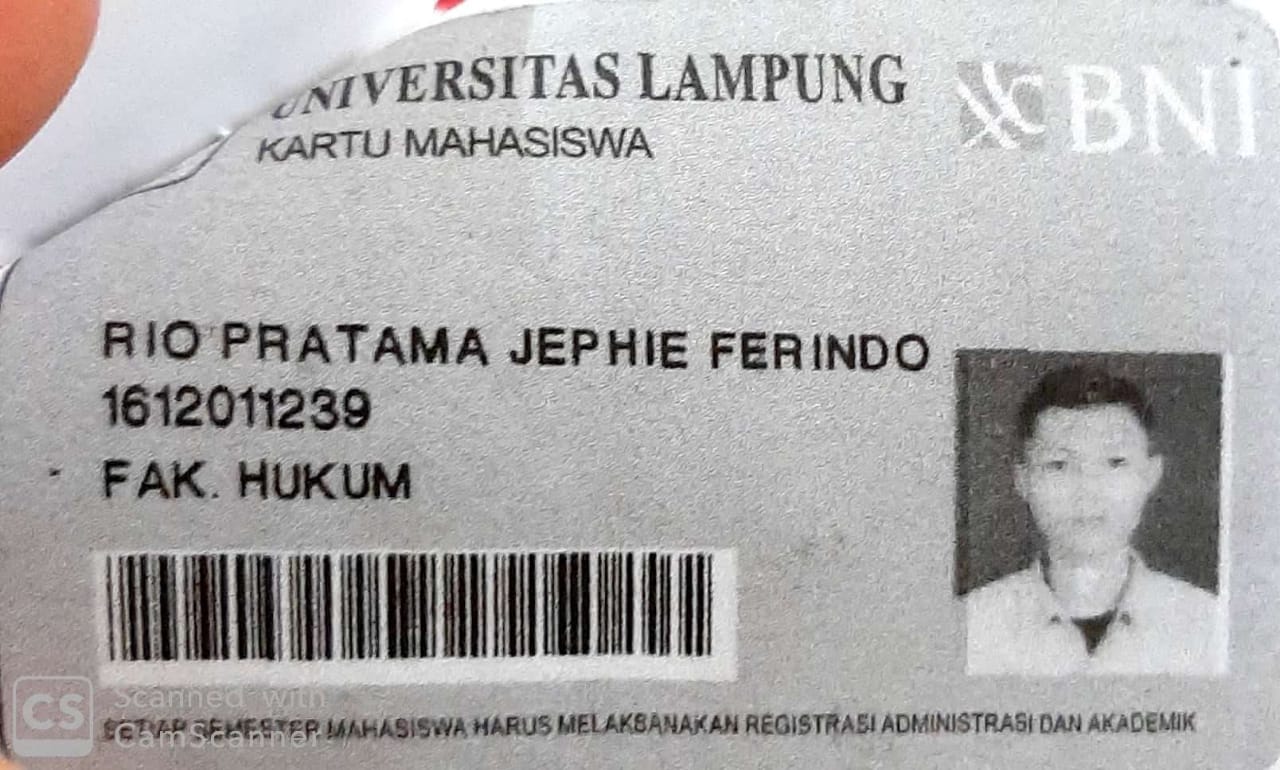 UNIVERSITAS LAMPUNG
KARTU MAHASISWA
BNI
RIO PRATAMA JEPHIE FERINDO
1612011239
FAK. HUKUM
SETIAP SEMESTER MAHASISWA HARUS MELAKSANAKAN REGISTRASI ADMINISTRASI DAN AKADEMIK
CS Scanned with
CamScanner